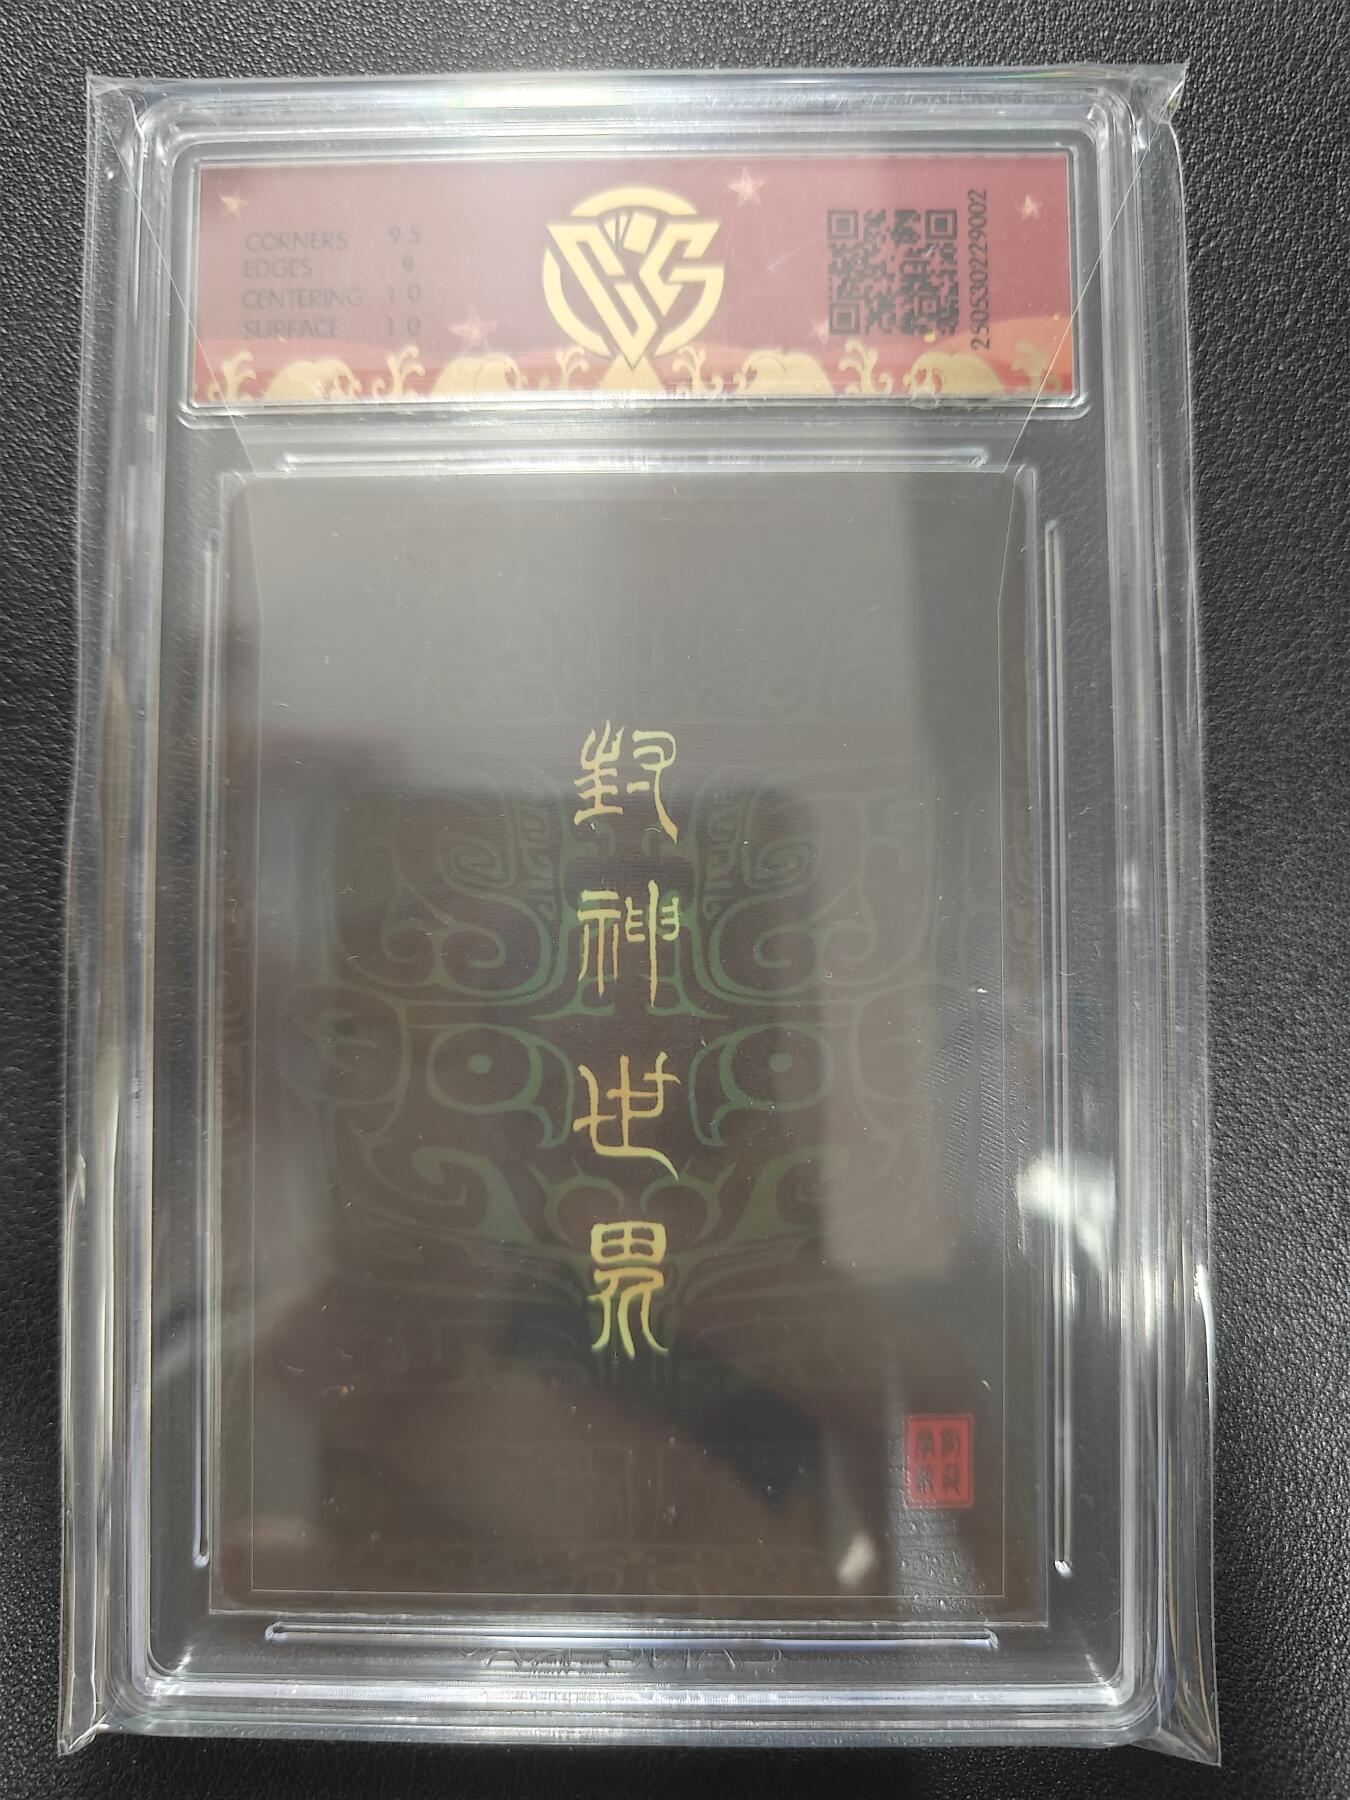 CORNERS 9.5
EDGES 9
CENTERING 10
SURFACE 10
2505302229002
封神世界